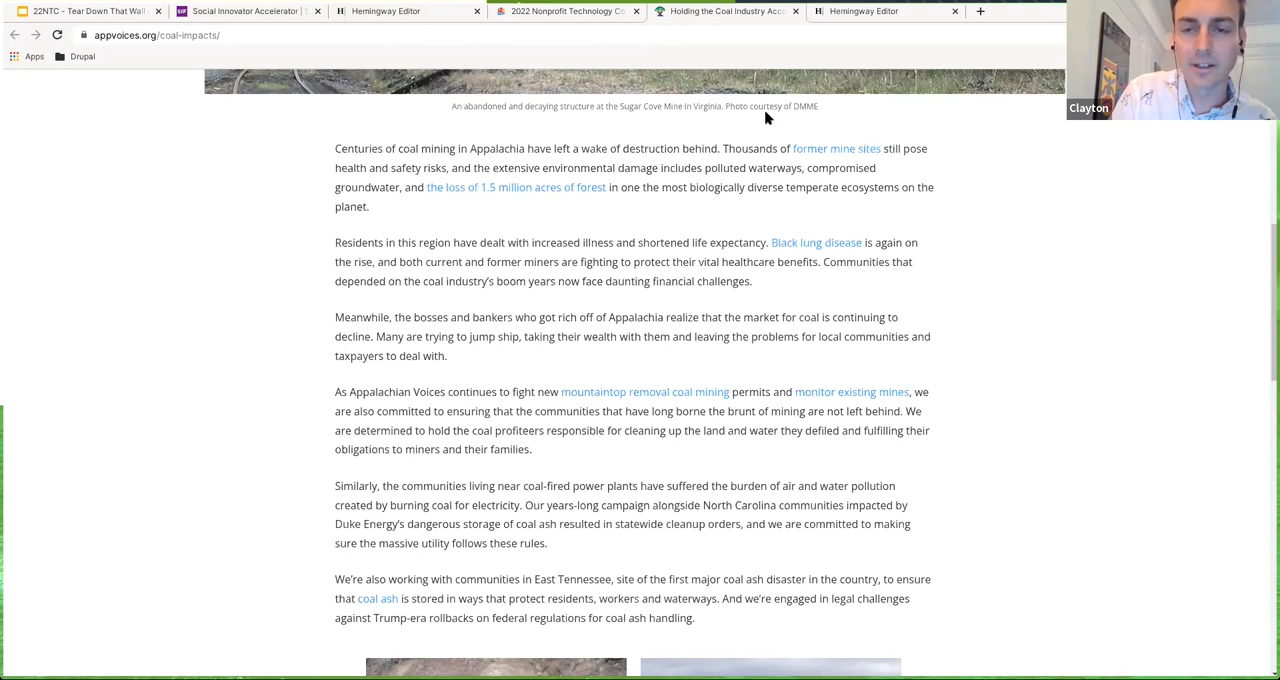 22NTC - Tear Down That Wall
Social Innovator Accelerator | S
Hemingway Editor
2022 Nonprofit Technology Co
Holding the Coal Industry Acc
Hemingway Editor
appvoices.org/coal-impacts/
Apps
Drupal
Clayton
An abandoned and decaying structure at the Sugar Cove Mine in Virginia. Photo courtesy of DMME
Centuries of coal mining in Appalachia have left a wake of destruction behind. Thousands of former mine sites still pose
health and safety risks, and the extensive environmental damage includes polluted waterways, compromised
groundwater, and the loss of 1.5 million acres of forest in one the most biologically diverse temperate ecosystems on the
planet.
Residents in this region have dealt with increased illness and shortened life expectancy. Black lung disease is again on
the rise, and both current and former miners are fighting to protect their vital healthcare benefits. Communities that
depended on the coal industry's boom years now face daunting financial challenges.
Meanwhile, the bosses and bankers who got rich off of Appalachia realize that the market for coal is continuing to
decline. Many are trying to jump ship, taking their wealth with them and leaving the problems for local communities and
taxpayers to deal with.
As Appalachian Voices continues to fight new mountaintop removal coal mining permits and monitor existing mines, we
are also committed to ensuring that the communities that have long borne the brunt of mining are not left behind. We
are determined to hold the coal profiteers responsible for cleaning up the land and water they defiled and fulfilling their
obligations to miners and their families.
Similarly, the communities living near coal-fired power plants have suffered the burden of air and water pollution
created by burning coal for electricity. Our years-long campaign alongside North Carolina communities impacted by
Duke Energy's dangerous storage of coal ash resulted in statewide cleanup orders, and we are committed to making
sure the massive utility follows these rules.
We're also working with communities in East Tennessee, site of the first major coal ash disaster in the country, to ensure
that coal ash is stored in ways that protect residents, workers and waterways. And we're engaged in legal challenges
against Trump-era rollbacks on federal regulations for coal ash handling.